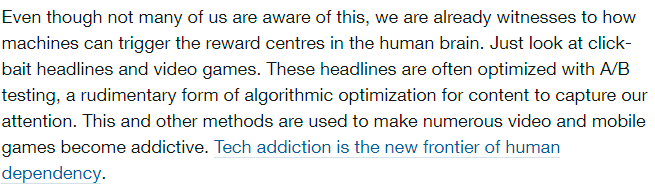 Even though not many of us are aware of this, we are already witnesses to how
machines can trigger the reward centres in the human brain. Just look at click-
bait headlines and video games. These headlines are often optimized with A/B
testing, a rudimentary form of algorithmic optimization for content to capture our
attention. This and other methods are used to make numerous video and mobile
games become addictive. Tech addiction is the new frontier of human
dependency.